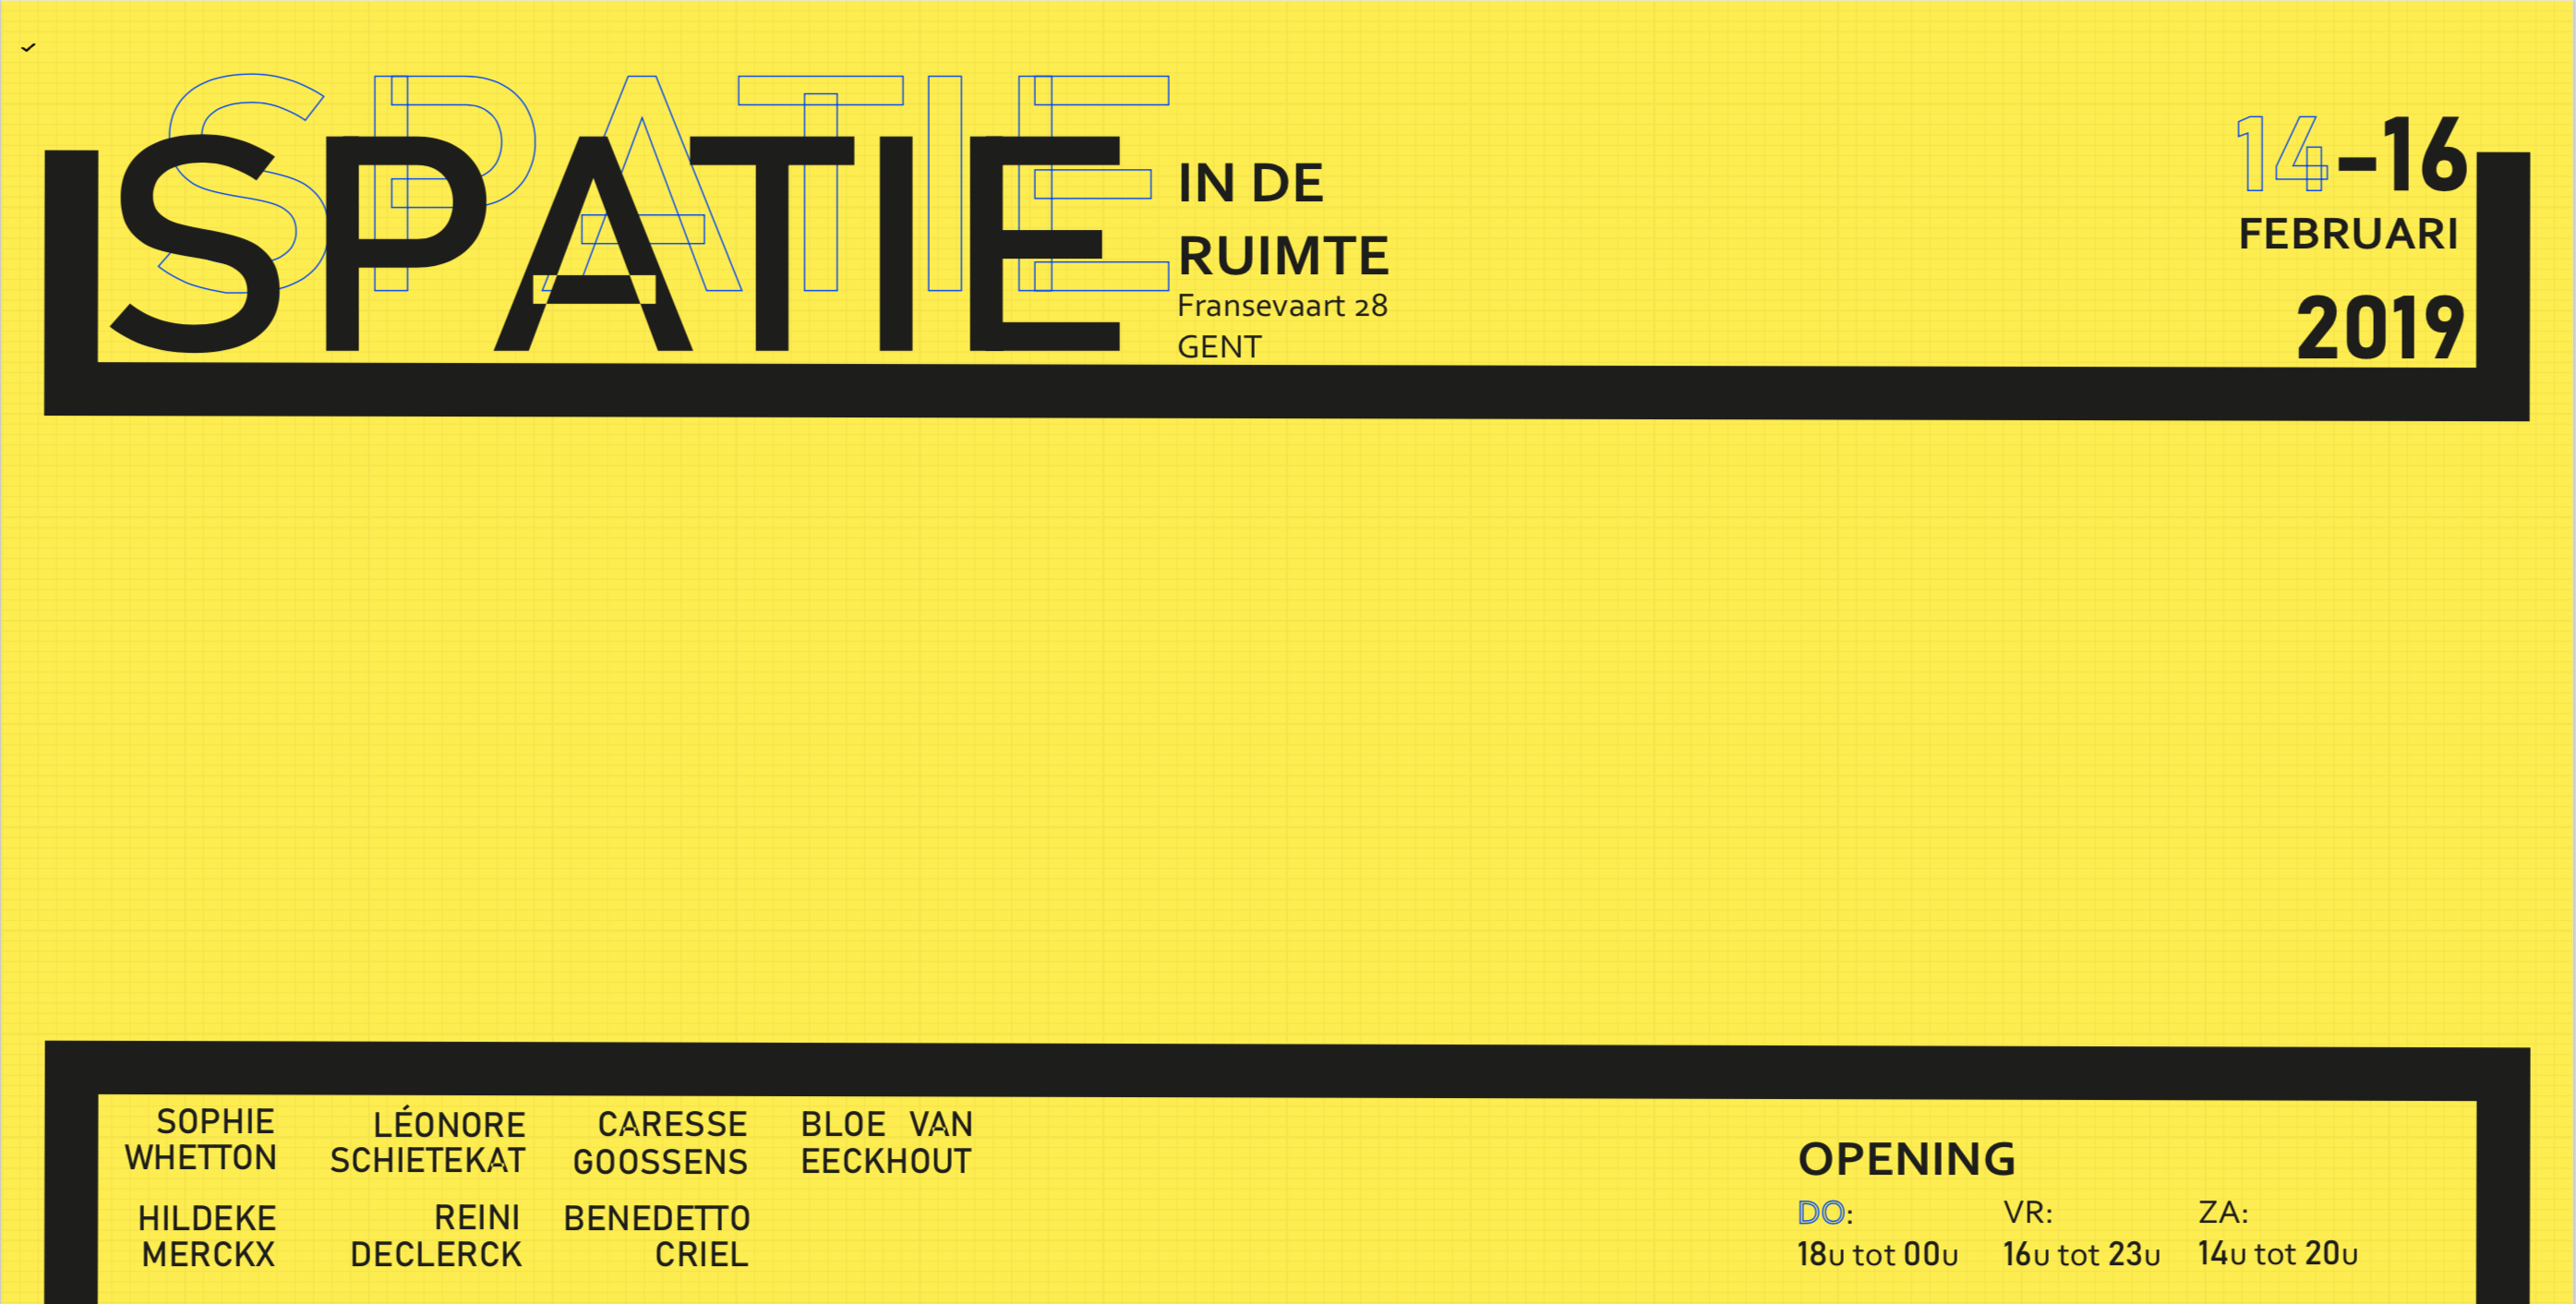 SPATIE
IN DE
RUIMTE
Fransevaart 28
GENT
14-16
FEBRUARI
2019
SOPHIE
WHETTON
LÉONORE
SCHIETEKAT
CARESSE
GOOSSENS
BLOE VAN
EECKHOUT
HILDEKE
MERCKX
REINI
DECLERCK
BENEDETTO
CRIEL
OPENING
DO:
18u tot 00u
VR:
16u tot 23u
ZA:
14u tot 20u